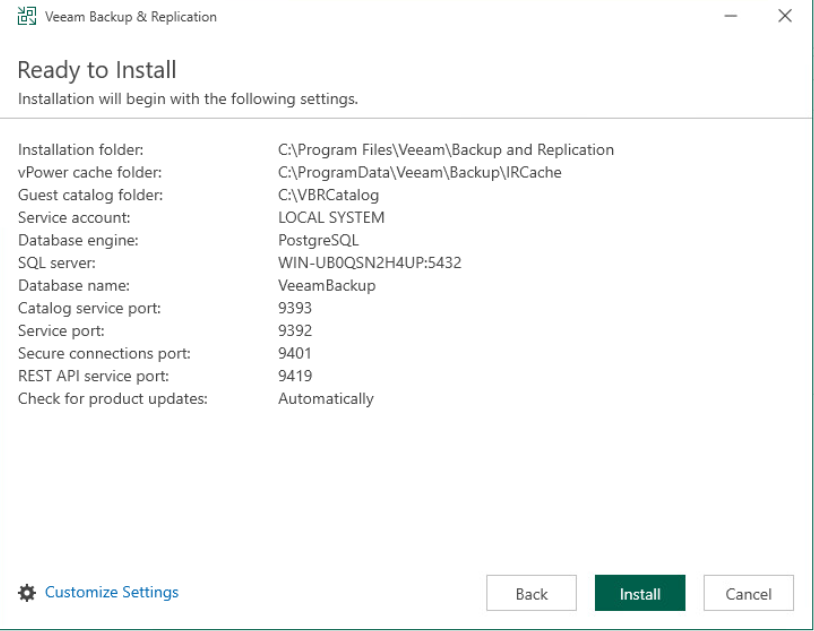 Veeam Backup & Replication
Ready to Install
Installation will begin with the following settings.
Installation folder: C:\Program Files\Veeam\Backup and Replication
vPower cache folder: C:\ProgramData\Veeam\Backup\IRCache
Guest catalog folder: C:\VBRCatalog
Service account: LOCAL SYSTEM
Database engine: PostgreSQL
SQL server: WIN-UB0QSN2H4UP:5432
Database name: VeeamBackup
Catalog service port: 9393
Service port: 9392
Secure connections port: 9401
REST API service port: 9419
Check for product updates: Automatically
Customize Settings Back Install Cancel